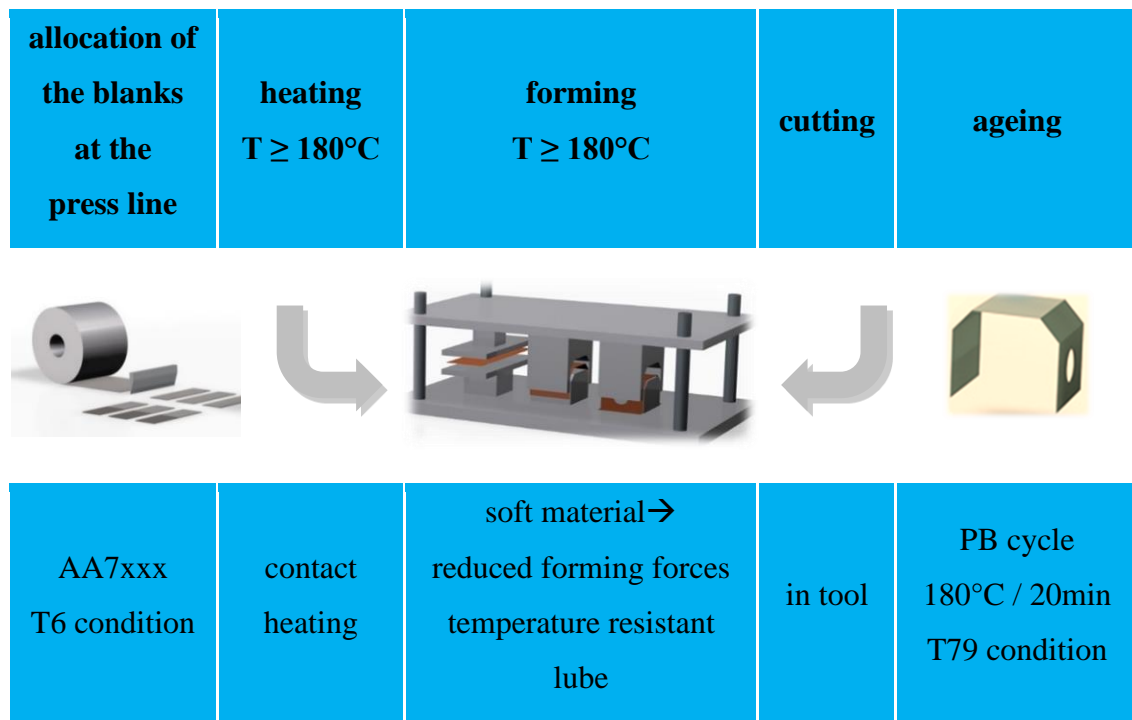 allocation of
the blanks
at the
press line
heating
T ≥ 180°C
forming
T ≥ 180°C
cutting
ageing
AA7xxx
T6 condition
contact
heating
soft material→
reduced forming forces
temperature resistant
lube
in tool
PB cycle
180°C / 20min
T79 condition